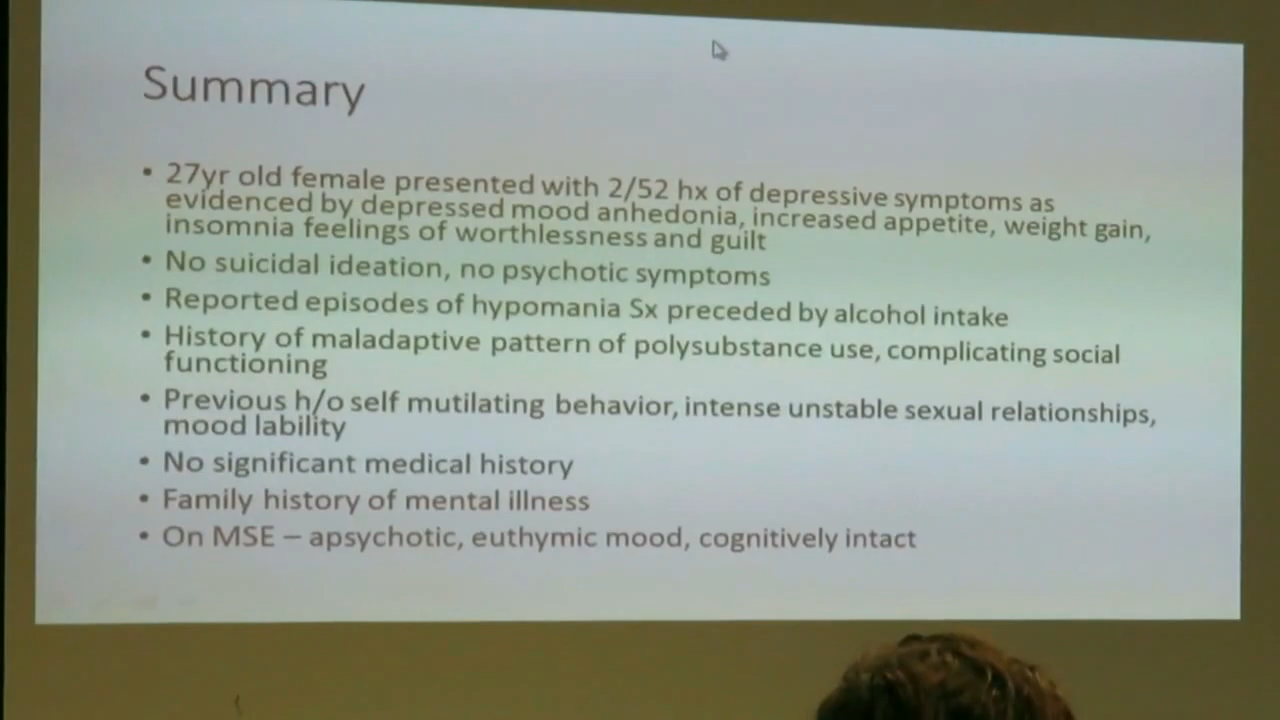 Summary
• 27yr old female presented with 2/52 hx of depressive symptoms as
evidenced by depressed mood anhedonia, increased appetite, weight gain,
insomnia feelings of worthlessness and guilt
• No suicidal ideation, no psychotic symptoms
• Reported episodes of hypomania Sx preceded by alcohol intake
• History of maladaptive pattern of polysubstance use, complicating social
functioning
• Previous h/o self mutilating behavior, intense unstable sexual relationships,
mood lability
• No significant medical history
• Family history of mental illness
• On MSE – apsychotic, euthymic mood, cognitively intact